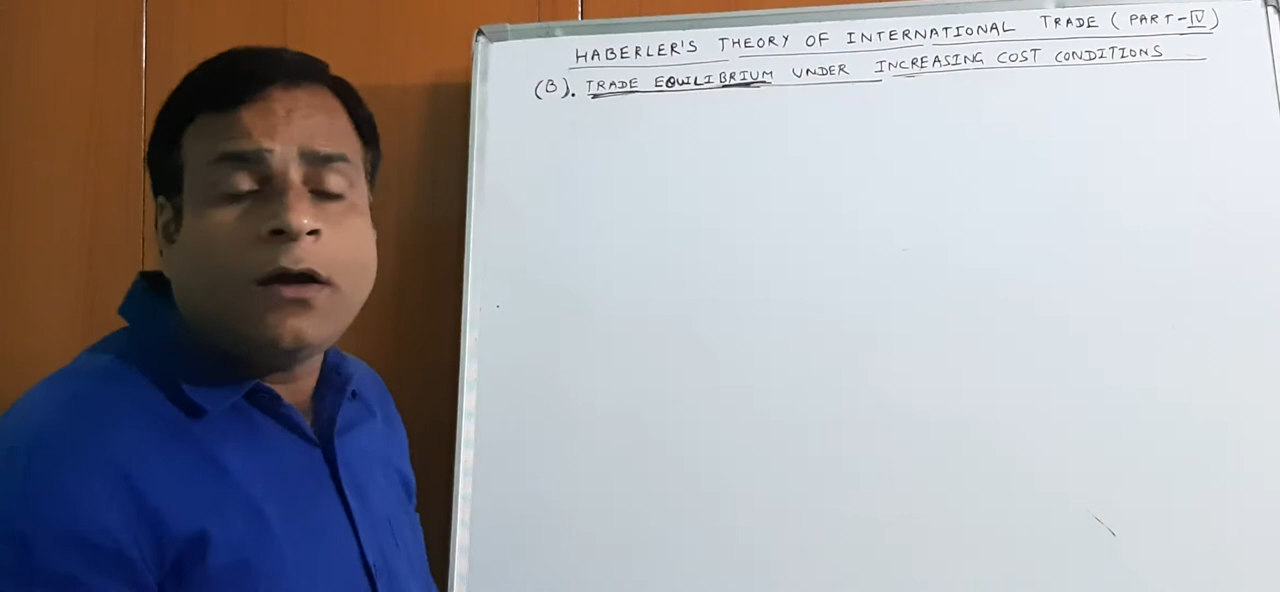 HABERLER'S THEORY OF INTERNATIONAL TRADE (PART-IV)
(B). TRADE EQUILIBRIUM UNDER INCREASING COST CONDITIONS